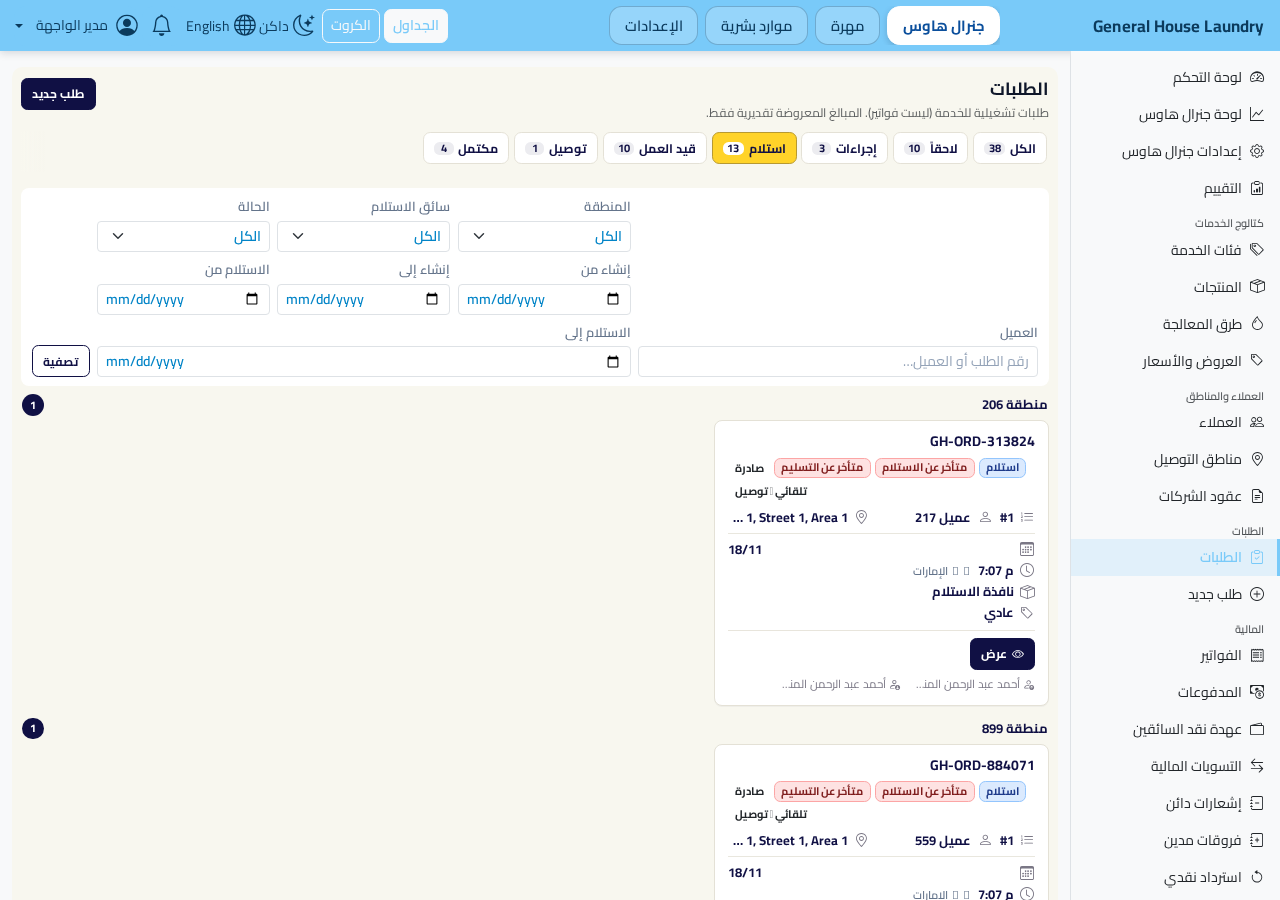 General House Laundry
جنرال هاوس
مهرة
موارد بشرية
الإعدادات
الجداول
الكروت
داكن
English
مدير الواجهة
لوحة التحكم
لوحة جنرال هاوس
إعدادات جنرال هاوس
التقييم
كتالوج الخدمات
فئات الخدمة
المنتجات
طرق المعالجة
العروض والأسعار
العملاء والمناطق
العملاء
مناطق التوصيل
عقود الشركات
الطلبات
الطلبات
طلب جديد
المالية
الفواتير
المدفوعات
عهدة نقد السائقين
التسويات المالية
إشعارات دائن
فروقات مدين
استرداد نقدي
الطلبات
طلب جديد
طلبات تشغيلية للخدمة (ليست فواتير). المبالغ المعروضة تقديرية فقط.
الكل 38
لاحقاً 10
إجراءات 3
استلام 13
قيد العمل 10
توصيل 1
مكتمل 4
المنطقة
سائق الاستلام
الحالة
الكل
الكل
الكل
إنشاء من
إنشاء إلى
الاستلام من
mm/dd/yyyy
mm/dd/yyyy
mm/dd/yyyy
العميل
الاستلام إلى
رقم الطلب أو العميل...
mm/dd/yyyy
تصفية
منطقة 206
1
GH-ORD-313824
استلام
متأخر عن الاستلام
متأخر عن التسليم
صادرة
تلقائي توصيل
#1
عميل 217
1, Street 1, Area 1 ...
18/11
7:07 م
الإمارات
نافذة الاستلام
عادي
عرض
أحمد عبد الرحمن المنـ...
أحمد عبد الرحمن المنـ...
منطقة 899
1
GH-ORD-884071
استلام
متأخر عن الاستلام
متأخر عن التسليم
صادرة
تلقائي توصيل
#1
عميل 559
1, Street 1, Area 1 ...
18/11
7:07 م
الإمارات